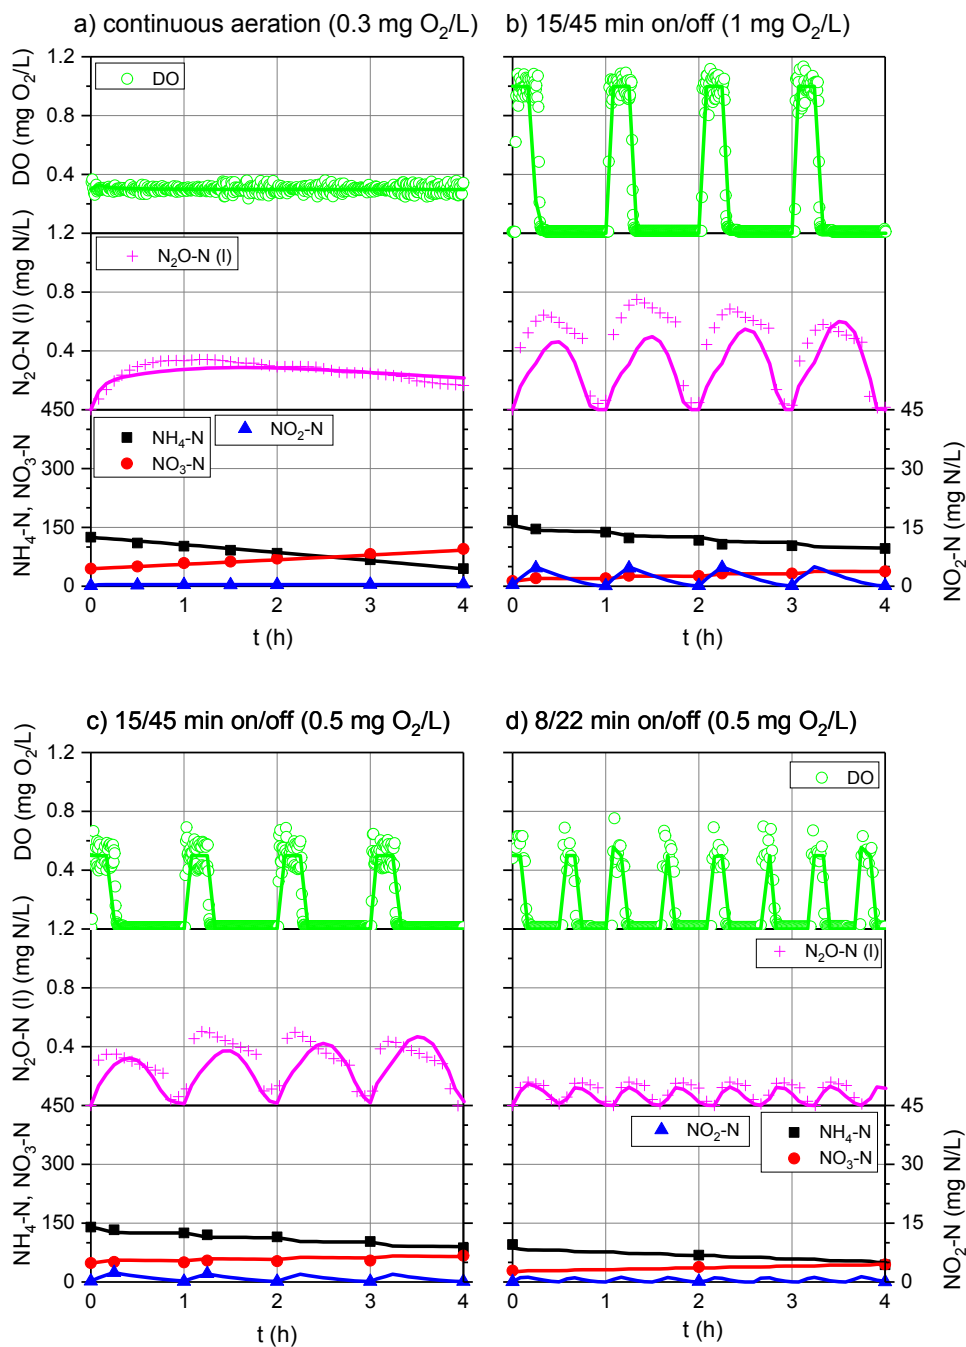 a) continuous aeration (0.3 mg O₂/L)
b) 15/45 min on/off (1 mg O₂/L)
DO (mg O₂/L)
1.2
0.8
0.4
DO
N₂O-N (l) (mg N/L)
1.2
0.8
0.4
N₂O-N (l)
NH₄-N, NO₃-N
450
300
150
0
NH₄-N
NO₃-N
NO₂-N
0 1 2 3 4
t (h)
45
30
15
0
NO₂-N (mg N/L)
0 1 2 3 4
t (h)
c) 15/45 min on/off (0.5 mg O₂/L)
d) 8/22 min on/off (0.5 mg O₂/L)
DO (mg O₂/L)
1.2
0.8
0.4
DO
N₂O-N (l) (mg N/L)
1.2
0.8
0.4
N₂O-N (l)
NH₄-N, NO₃-N
450
300
150
0
0 1 2 3 4
t (h)
NO₂-N
NH₄-N
NO₃-N
45
30
15
0
NO₂-N (mg N/L)
0 1 2 3 4
t (h)